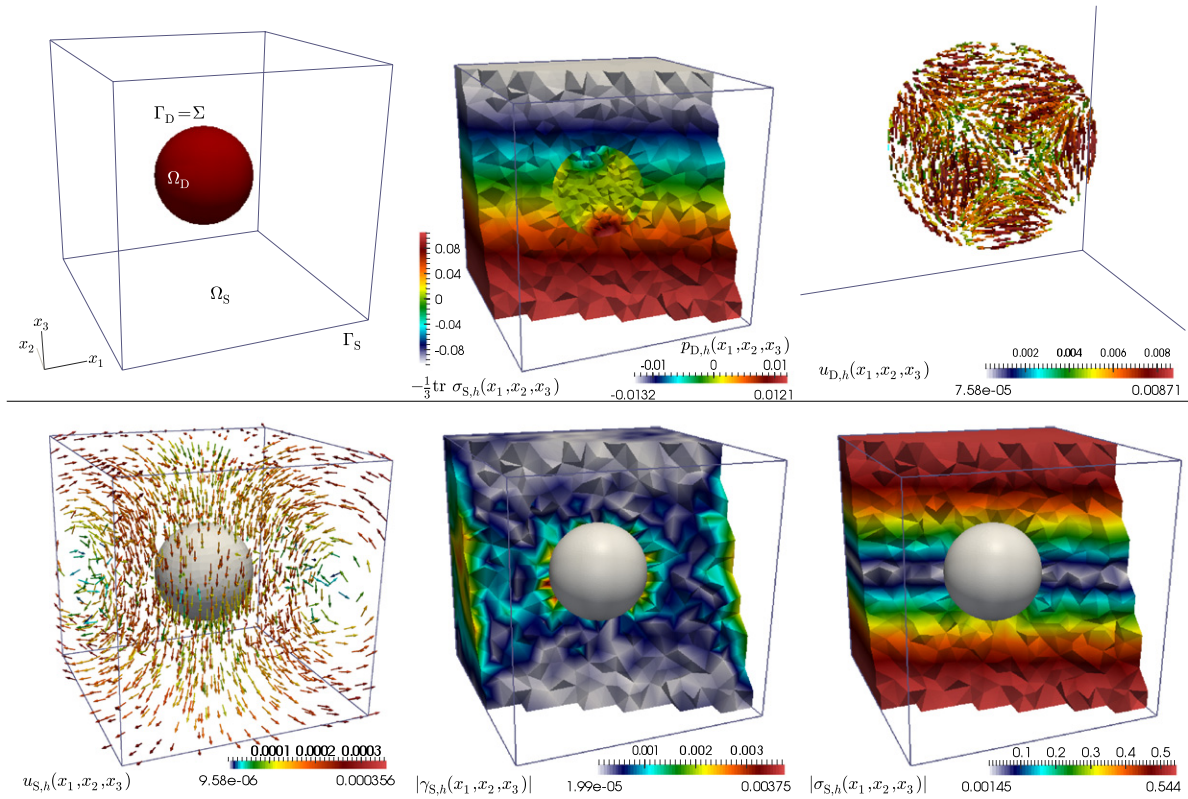 Γ_D = Σ
Ω_D
Ω_S
Γ_S
x_3
x_2
x_1
0.08
0.04
0
-0.04
-0.08
−1/3 tr σ_{S,h}(x_1,x_2,x_3)
p_{D,h}(x_1,x_2,x_3)
-0.01 0 0.01
-0.0132 0.0121
u_{D,h}(x_1,x_2,x_3)
0.002 0.004 0.006 0.008
7.58e-05 0.00871
u_{S,h}(x_1,x_2,x_3)
0.0001 0.0002 0.0003
9.58e-06 0.000356
|γ_{S,h}(x_1,x_2,x_3)|
0.001 0.002 0.003
1.99e-05 0.00375
|σ_{S,h}(x_1,x_2,x_3)|
0.1 0.2 0.3 0.4 0.5
0.00145 0.544